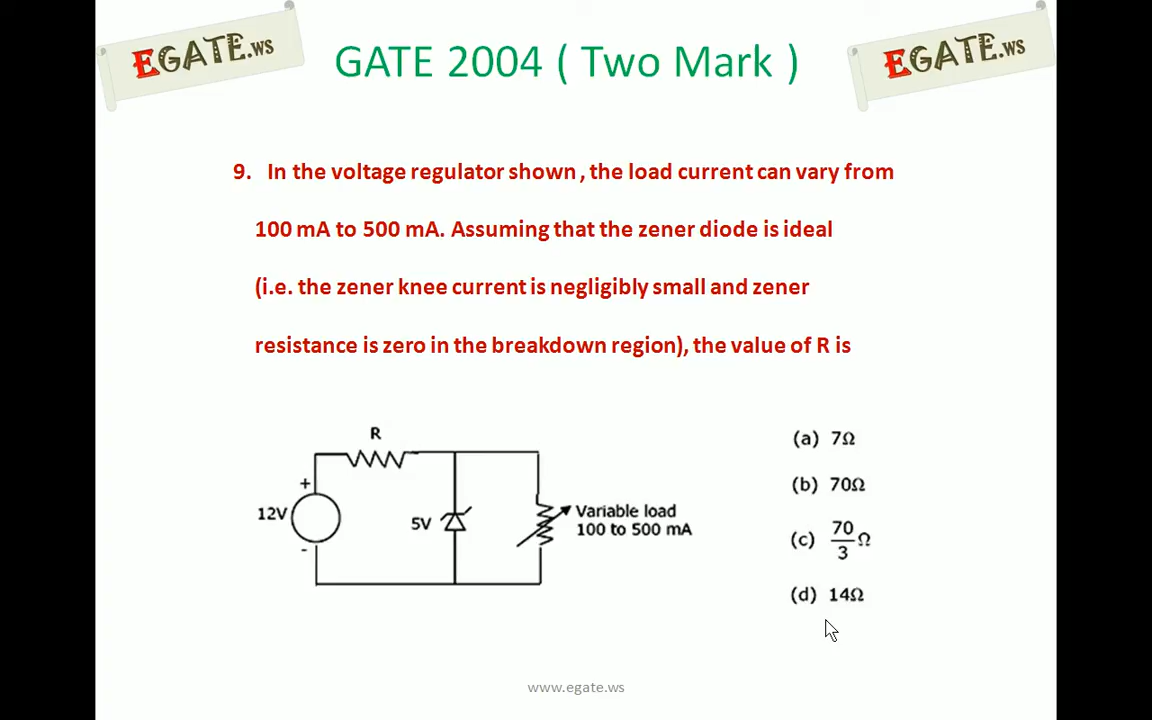 EGATE.ws
GATE 2004 ( Two Mark )
EGATE.ws
9. In the voltage regulator shown , the load current can vary from
100 mA to 500 mA. Assuming that the zener diode is ideal
(i.e. the zener knee current is negligibly small and zener
resistance is zero in the breakdown region), the value of R is
R
+
12V
-
5V
Variable load
100 to 500 mA
(a) 7Ω
(b) 70Ω
(c) 70/3 Ω
(d) 14Ω
www.egate.ws